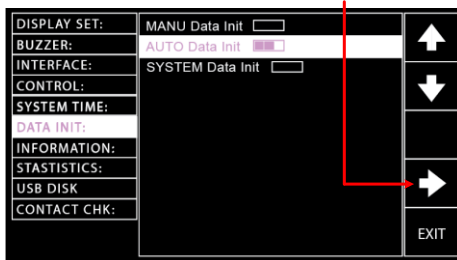 DISPLAY SET:
BUZZER:
INTERFACE:
CONTROL:
SYSTEM TIME:
DATA INIT:
INFORMATION:
STASTISTICS:
USB DISK
CONTACT CHK:
MANU Data Init
AUTO Data Init
SYSTEM Data Init
EXIT